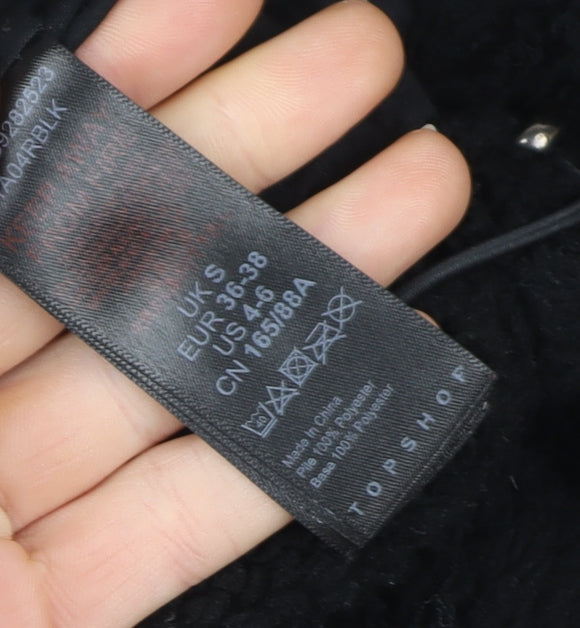 A04RBLK
UK S
EUR 36-38
US 4-6
CN 165/88A
Made in China
Pile 100% Polyester
Base 100% Polyester
TOPSHOP